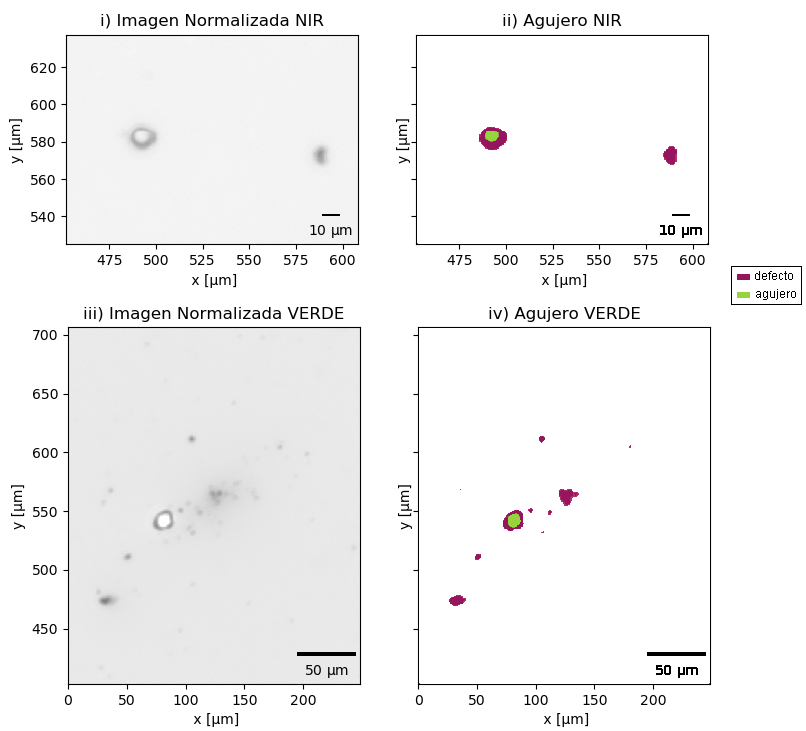 i) Imagen Normalizada NIR
ii) Agujero NIR
620
600
580
560
540
y [µm]
y [µm]
10 µm
10 µm
475
500
525
550
575
600
475
500
525
550
575
600
x [µm]
x [µm]
defecto
agujero
iii) Imagen Normalizada VERDE
iv) Agujero VERDE
700
650
600
550
500
450
y [µm]
y [µm]
50 µm
50 µm
0
50
100
150
200
0
50
100
150
200
x [µm]
x [µm]